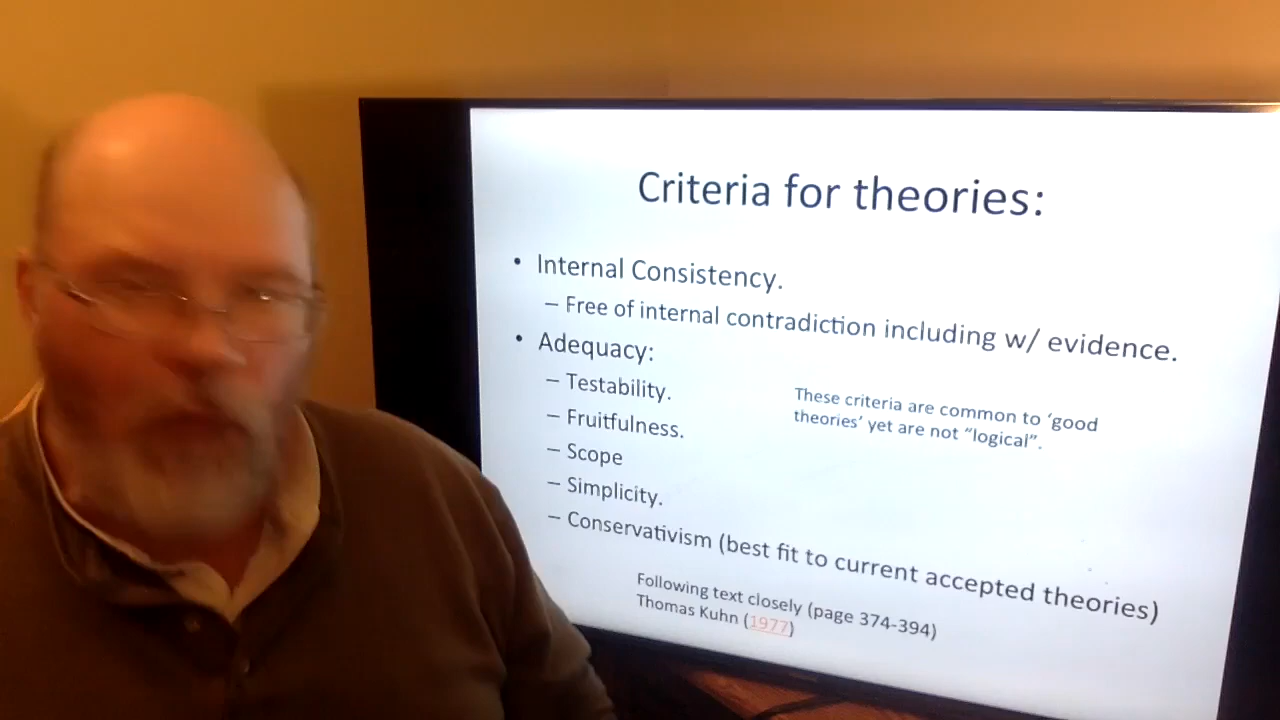 Criteria for theories:
• Internal Consistency.
– Free of internal contradiction including w/ evidence.
• Adequacy:
– Testability.
– Fruitfulness.
– Scope
– Simplicity.
– Conservativism (best fit to current accepted theories)
These criteria are common to ‘good
theories’ yet are not “logical”.
Following text closely (page 374-394)
Thomas Kuhn (1977)